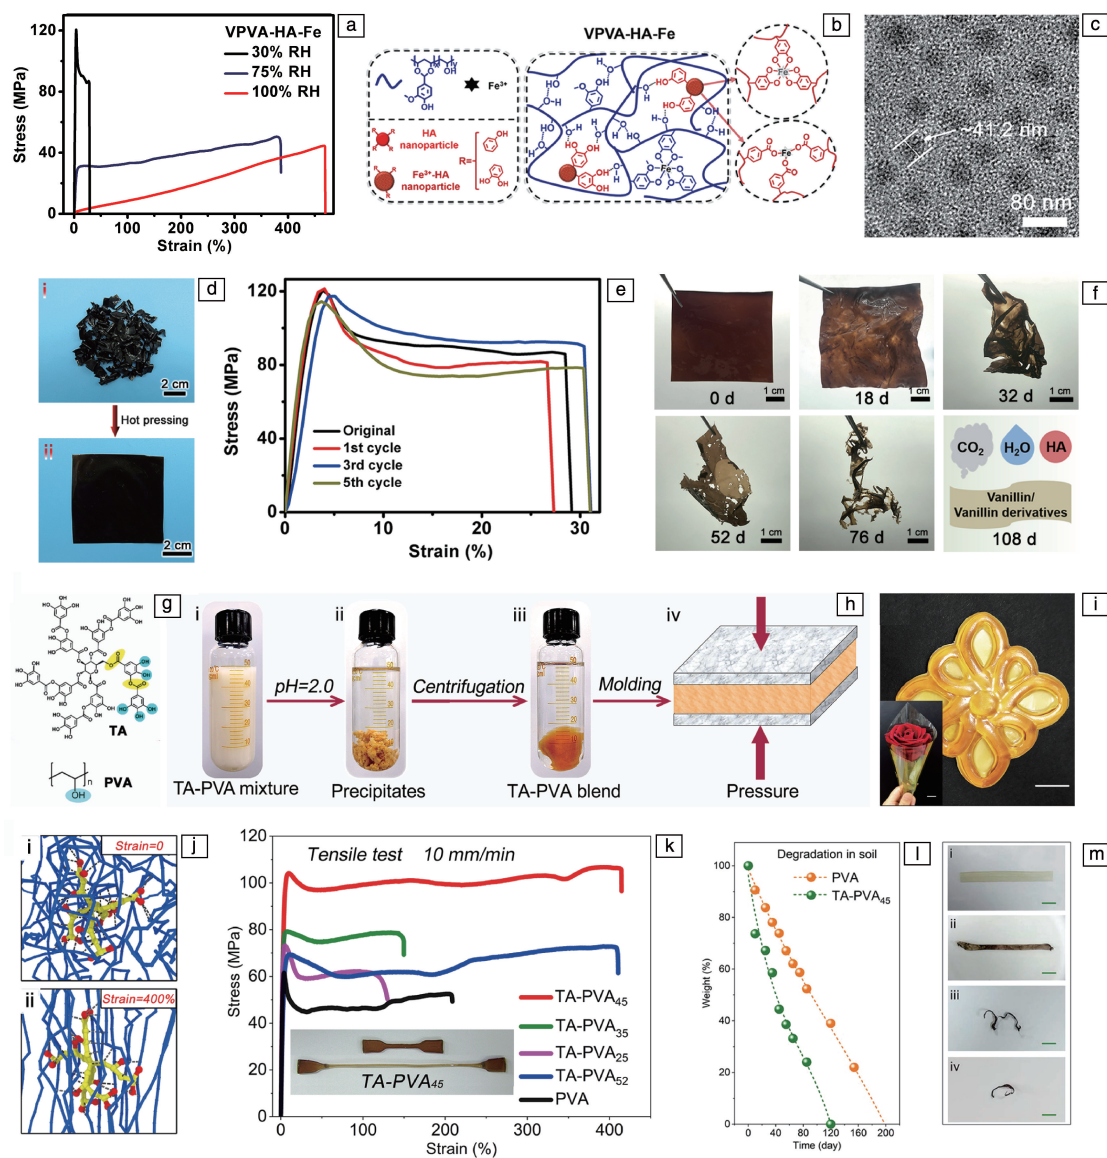 a
VPVA-HA-Fe
30% RH
75% RH
100% RH
120
80
40
0
Stress (MPa)
0 100 200 300 400
Strain (%)
b
VPVA-HA-Fe
Fe³⁺
HA
nanoparticle
Fe³⁺-HA
nanoparticle
R=
c
~41.2 nm
80 nm
d
i
2 cm
Hot pressing
ii
2 cm
e
120
80
40
0
Stress (MPa)
Original
1st cycle
3rd cycle
5th cycle
0 10 20 30
Strain (%)
f
0 d 1 cm
18 d 1 cm
32 d 1 cm
52 d 1 cm
76 d 1 cm
CO₂ H₂O HA
Vanillin/
Vanillin derivatives
108 d
g
TA
PVA
OH
n
h
i ii iii iv
pH=2.0 Centrifugation Molding
TA-PVA mixture Precipitates TA-PVA blend Pressure
i
j
i
Strain=0
ii
Strain=400%
k
Tensile test 10 mm/min
120
100
80
60
40
20
0
Stress (MPa)
TA-PVA₄₅
TA-PVA₃₅
TA-PVA₂₅
TA-PVA₅₂
PVA
TA-PVA₄₅
0 100 200 300 400
Strain (%)
l
Degradation in soil
PVA
TA-PVA₄₅
100
80
60
40
20
0
Weight (%)
0 40 80 120 160 200
Time (day)
m
i
ii
iii
iv